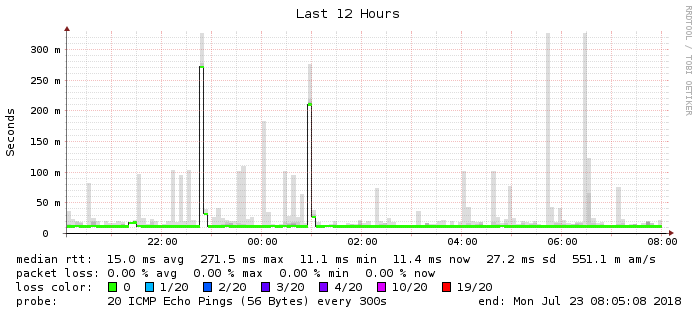 Last 12 Hours
RRDTOOL / TOBI OETIKER
Seconds
300 m
250 m
200 m
150 m
100 m
50 m
0
22:00 00:00 02:00 04:00 06:00 08:00
median rtt: 15.0 ms avg 271.5 ms max 11.1 ms min 11.4 ms now 27.2 ms sd 551.1 m am/s
packet loss: 0.00 % avg 0.00 % max 0.00 % min 0.00 % now
loss color: 0 1/20 2/20 3/20 4/20 10/20 19/20
probe: 20 ICMP Echo Pings (56 Bytes) every 300s end: Mon Jul 23 08:05:08 2018